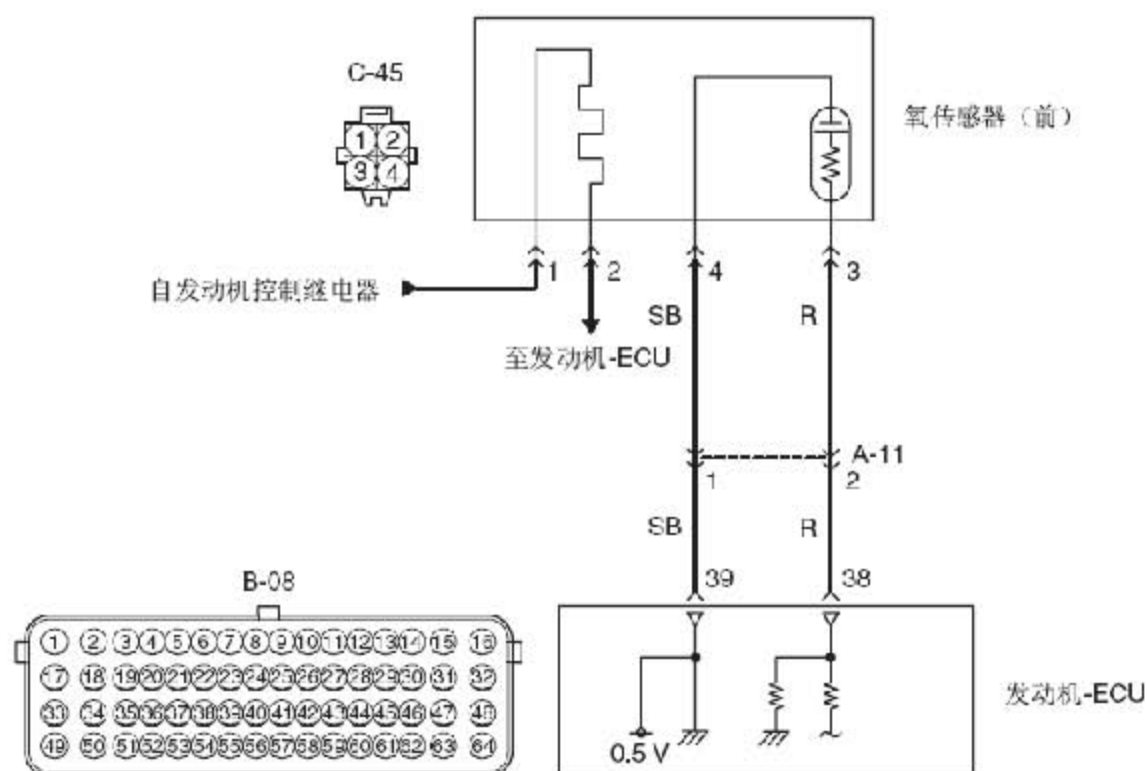 C-45
1 2
3 4
氧传感器（前）
1 2 4 3
自发动机控制继电器
SB R
至发动机-ECU
A-11
1 2
SB R
39 38
B-08
1 2 3 4 5 6 7 8 9 10 11 12 13 14 15 16
17 18 19 20 21 22 23 24 25 26 27 28 29 30 31 32
33 34 35 36 37 38 39 40 41 42 43 44 45 46 47 48
49 50 51 52 53 54 55 56 57 58 59 60 61 62 63 64
发动机-ECU
0.5 V